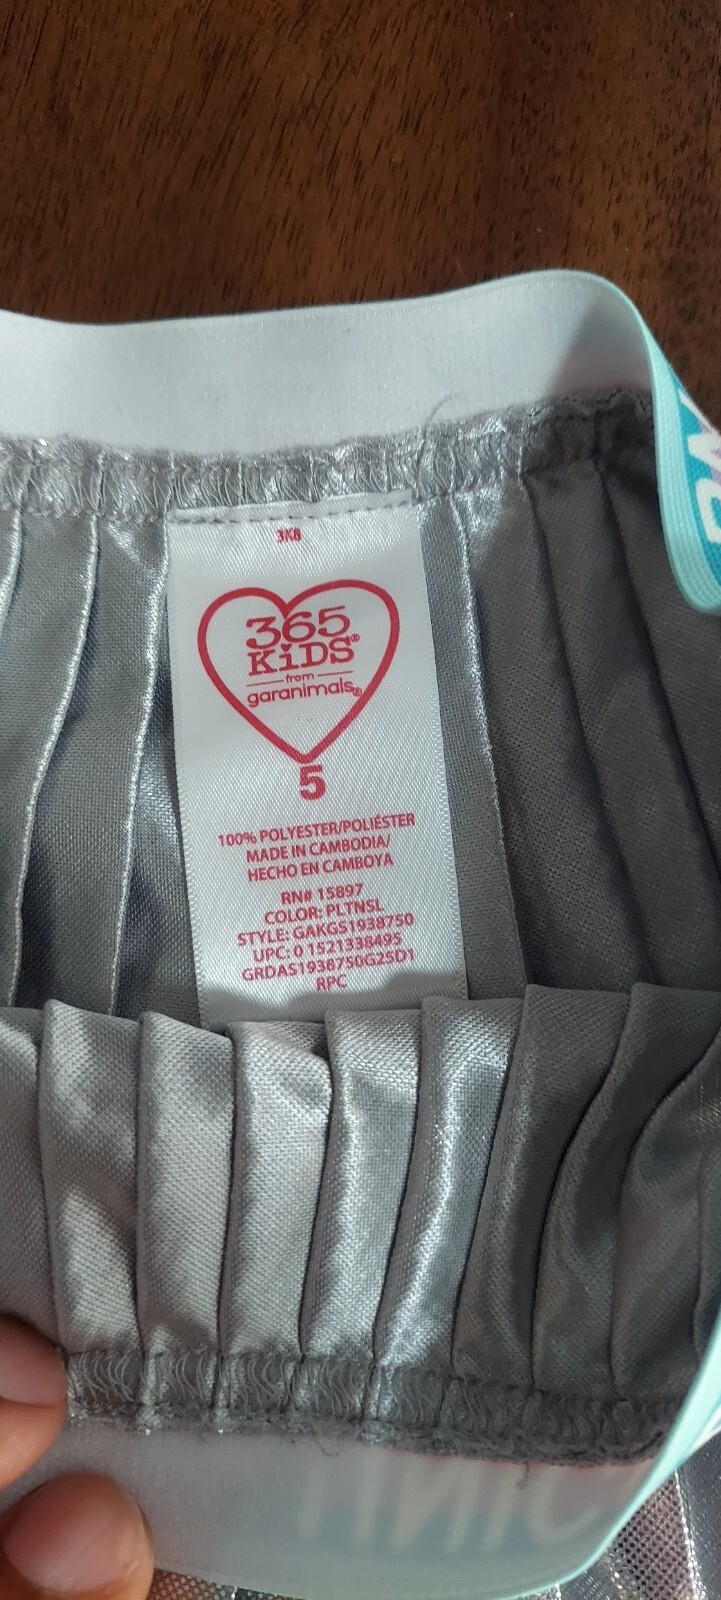 3X8
365
KiDS®
from
garanimals®
5
100% POLYESTER/POLIÉSTER
MADE IN CAMBODIA/
HECHO EN CAMBOYA
RN# 15897
COLOR: PLTNSL
STYLE: GAKGS1938750
UPC: 0 1521338495
GRDAS1938750G25D1
RPC